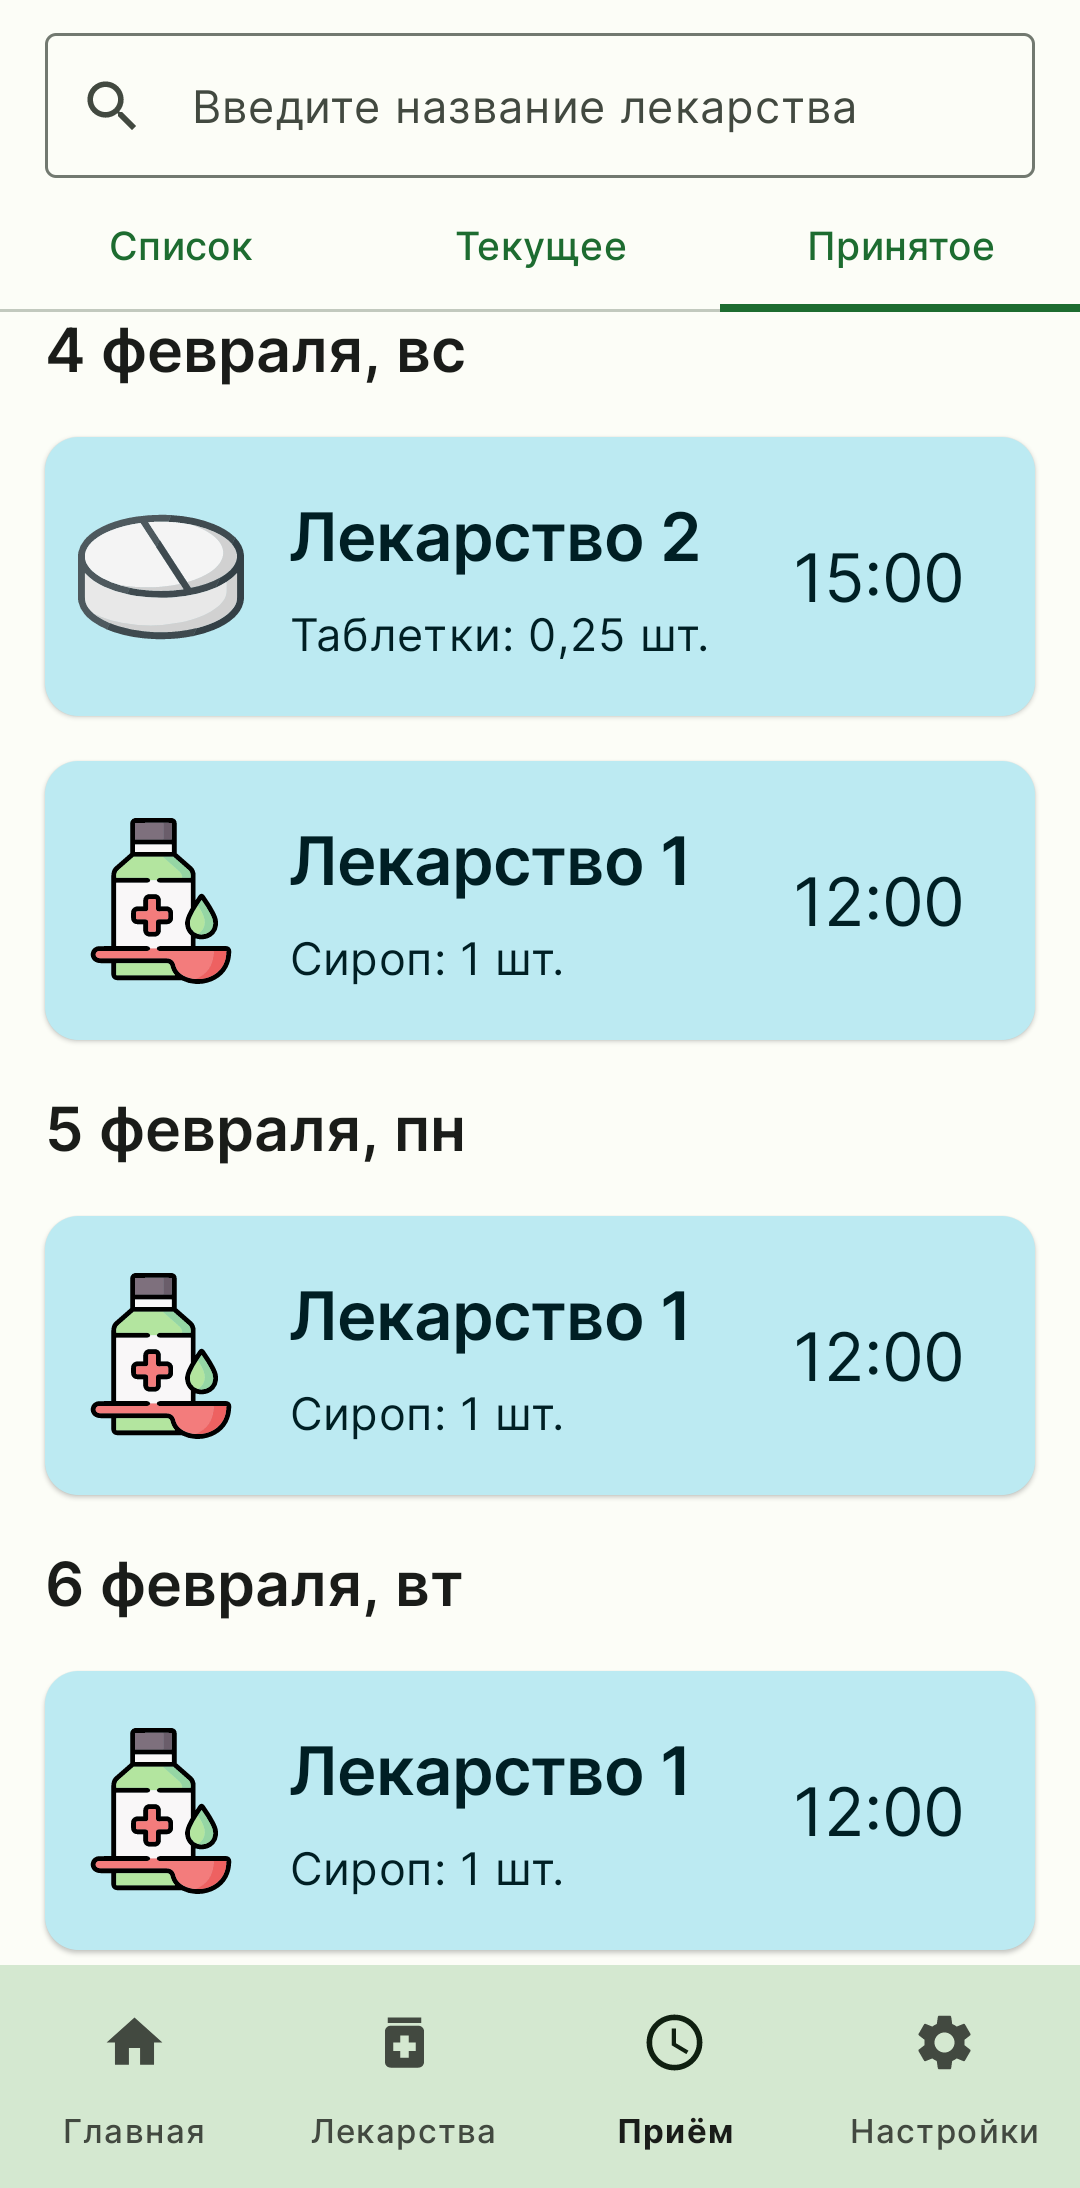 Введите название лекарства
Список
Текущее
Принятое
4 февраля, вс
Лекарство 2
Таблетки: 0,25 шт.
15:00
Лекарство 1
Сироп: 1 шт.
12:00
5 февраля, пн
Лекарство 1
Сироп: 1 шт.
12:00
6 февраля, вт
Лекарство 1
Сироп: 1 шт.
12:00
Главная
Лекарства
Приём
Настройки